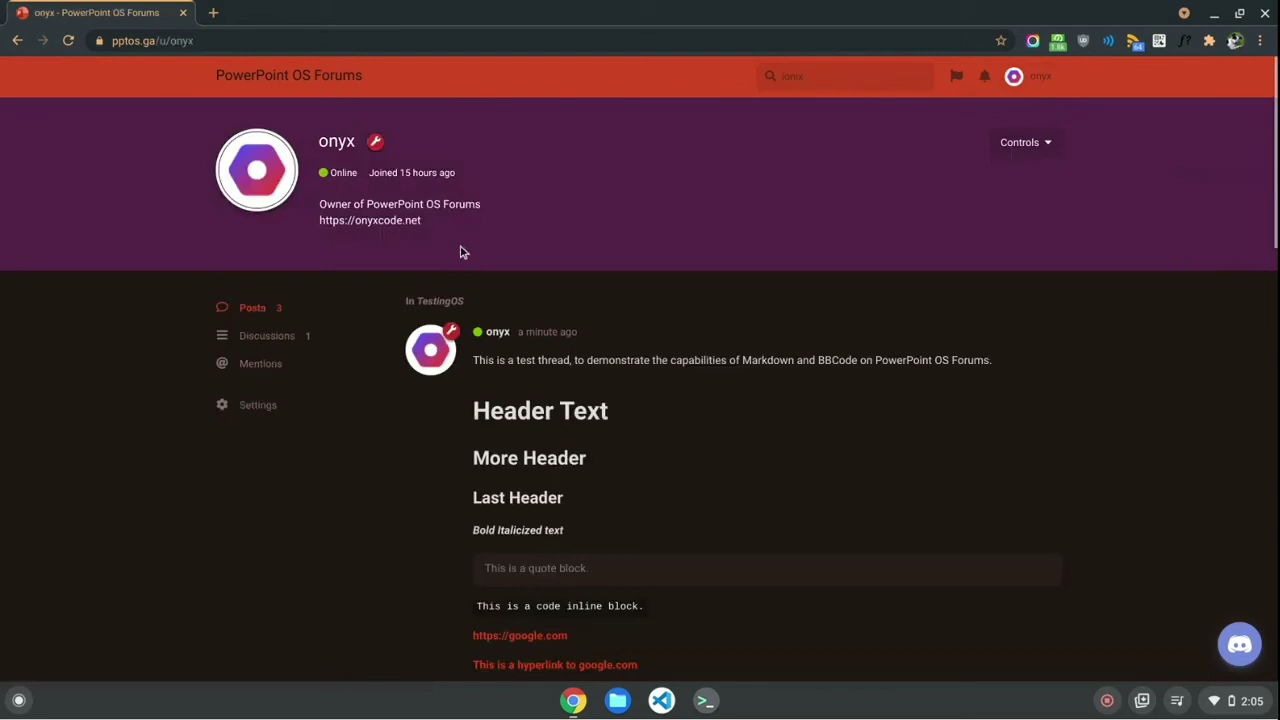 onyx - PowerPoint OS Forums
pptos.ga/u/onyx
1.8k
64
f?
PowerPoint OS Forums
ionix
onyx
onyx
Controls
Online Joined 15 hours ago
Owner of PowerPoint OS Forums
https://onyxcode.net
Posts 3
Discussions 1
@ Mentions
Settings
In TestingOS
onyx a minute ago
This is a test thread, to demonstrate the capabilities of Markdown and BBCode on PowerPoint OS Forums.
Header Text
More Header
Last Header
Bold Italicized text
This is a quote block.
This is a code inline block.
https://google.com
This is a hyperlink to google.com
2:05